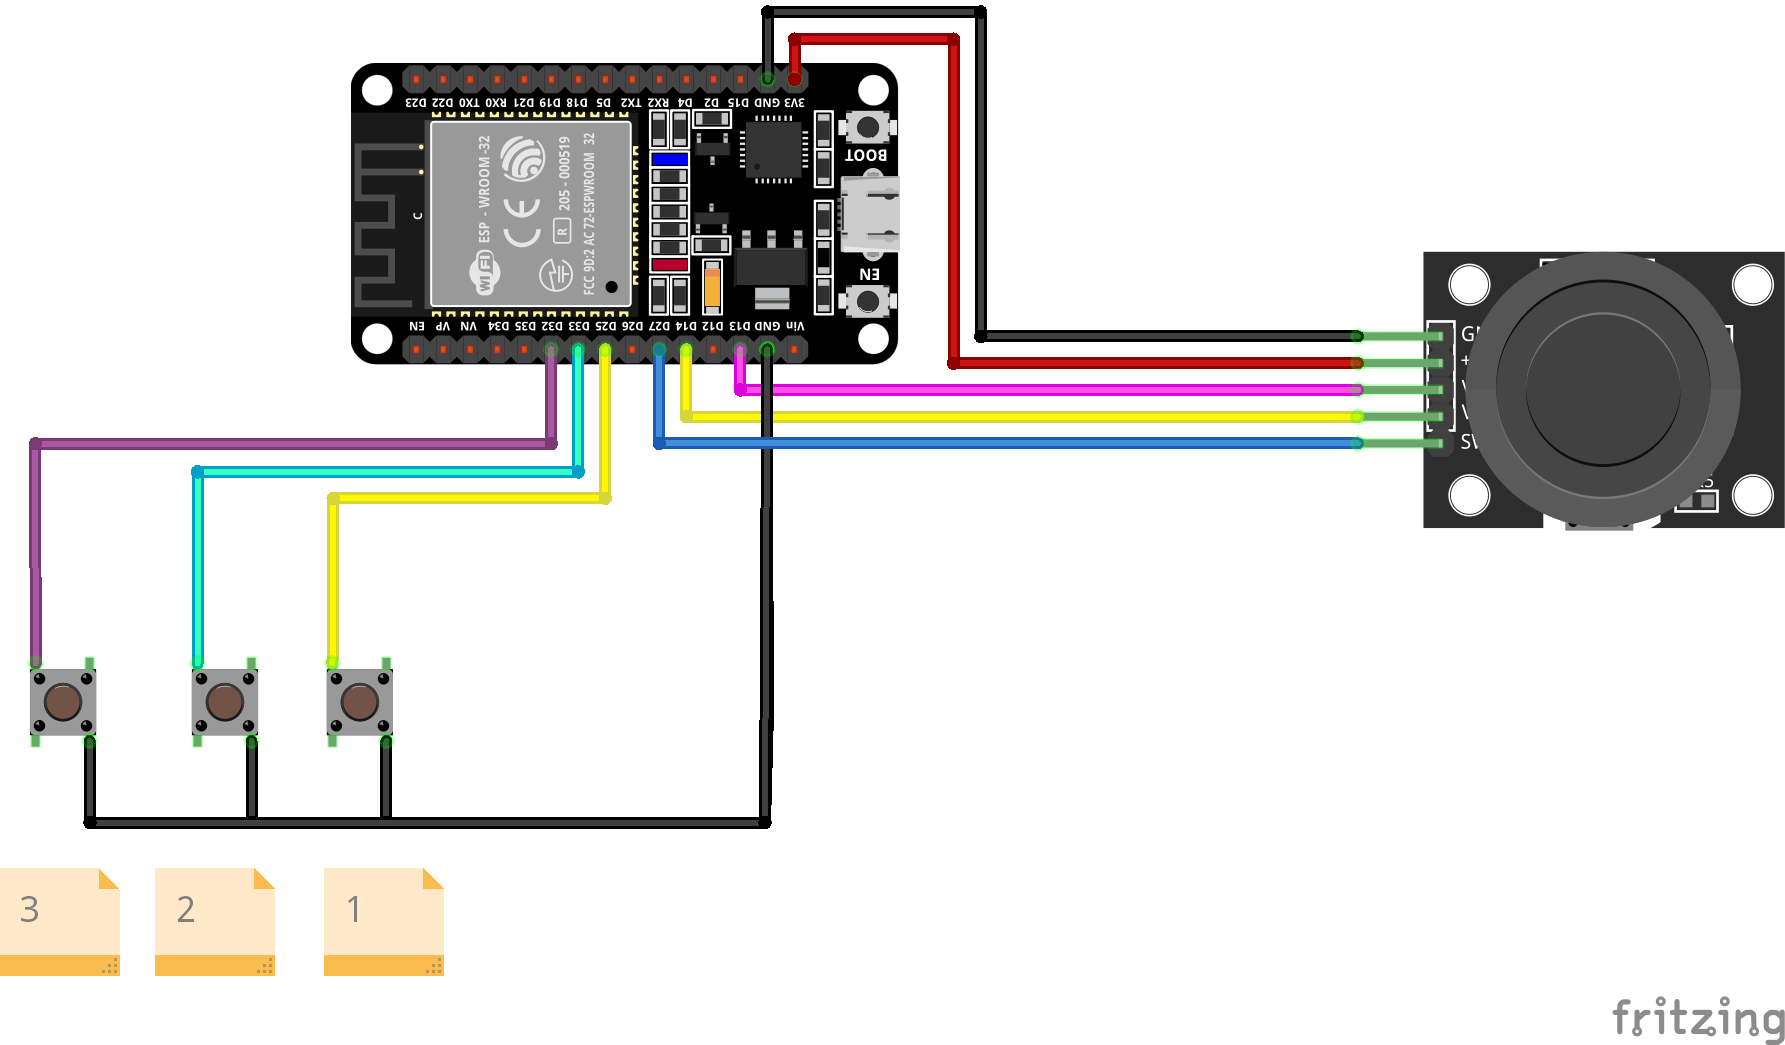 D23 D22 TX0 RX0 D21 D19 D18 D5 TX2 RX2 D4 D2 D15 GND 3V3
BOOT
EN
C
WiFi ESP - WROOM -32
CE
R 205 - 000519
FCC 9D:2 AC 72-ESPWROOM 32
EN VP VN D34 D35 D32 D33 D25 D26 D27 D14 D12 D13 GND Vin
+
3
2
1
fritzing